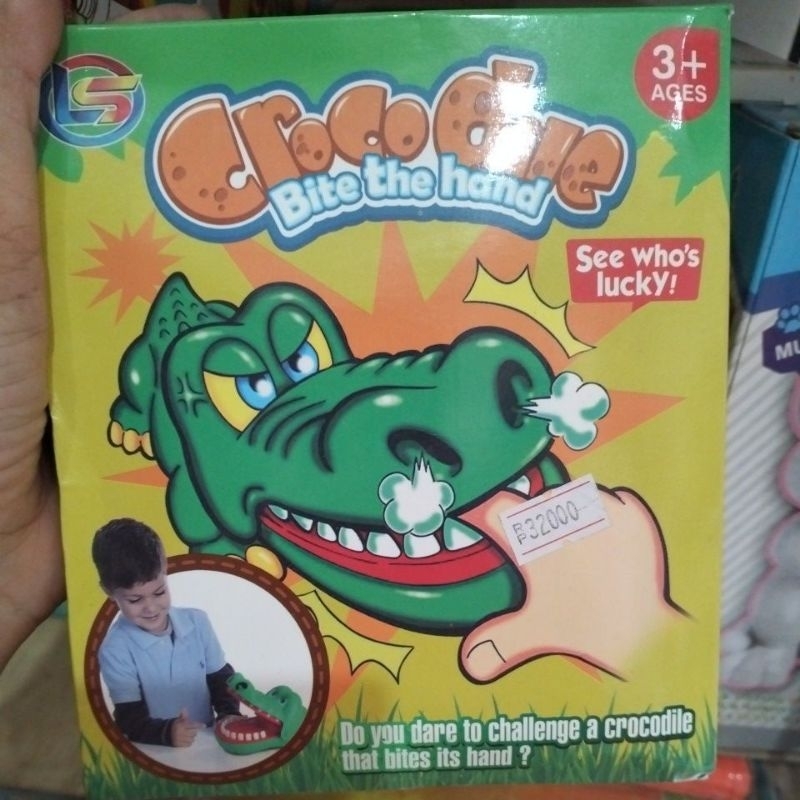 LS
3+
AGES
Crocodile
Bite the hand
See who's
lucky!
32000
Do you dare to challenge a crocodile
that bites its hand ?
MU